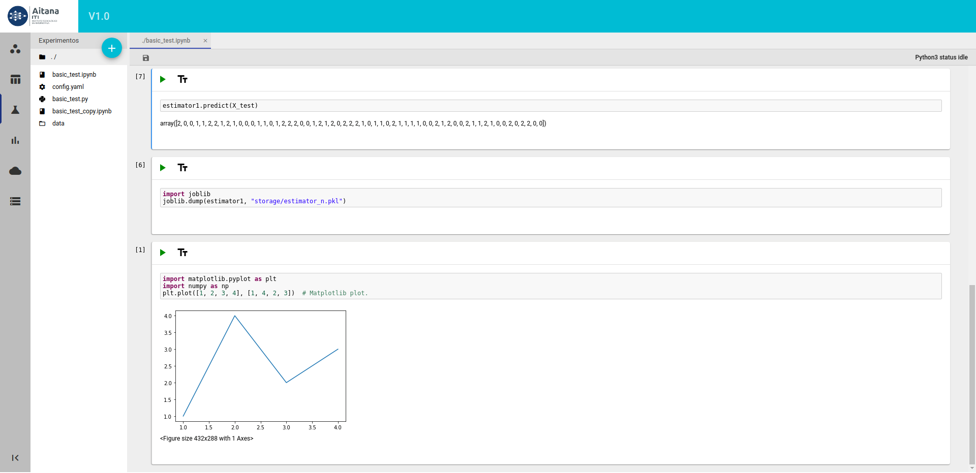 Aitana
ITI
V1.0
Experimentos
+
./basic_test.ipynb ×
./
Python3 status idle
basic_test.ipynb
config.yaml
basic_test.py
basic_test_copy.ipynb
data
[7]
Tт
estimator1.predict(X_test)
array([2, 0, 0, 1, 1, 2, 2, 1, 2, 1, 0, 0, 0, 1, 1, 0, 1, 2, 2, 2, 0, 0, 1, 2, 1, 2, 0, 2, 2, 2, 1, 0, 1, 1, 0, 2, 1, 1, 1, 1, 0, 0, 2, 1, 2, 0, 0, 2, 1, 1, 2, 1, 0, 0, 2, 0, 2, 2, 0, 0])
[6]
Tт
import joblib
joblib.dump(estimator1, "storage/estimator_n.pkl")
[1]
Tт
import matplotlib.pyplot as plt
import numpy as np
plt.plot([1, 2, 3, 4], [1, 4, 2, 3])  # Matplotlib plot.
4.0
3.5
3.0
2.5
2.0
1.5
1.0
1.0 1.5 2.0 2.5 3.0 3.5 4.0
<Figure size 432x288 with 1 Axes>